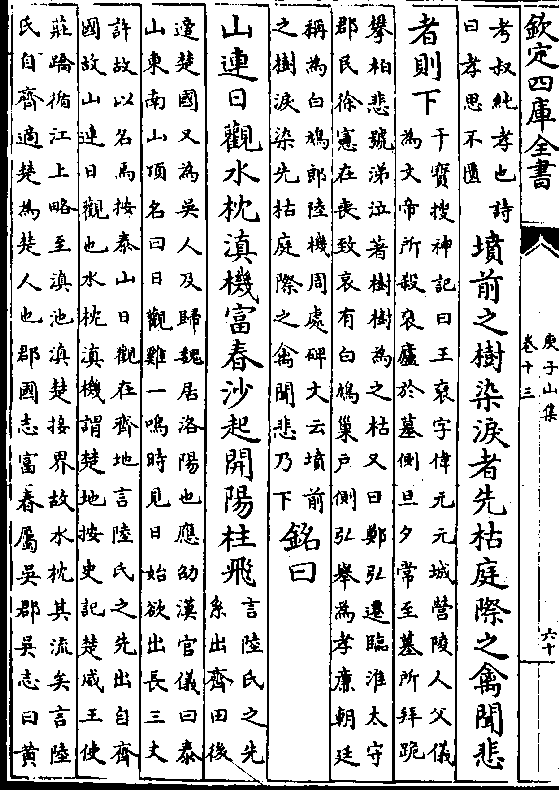 欽定四庫全書
庾子山集
卷十三
六十
考叔純孝也詩
曰孝思不匱
墳前之樹染淚者先枯庭際之禽聞悲
者則下
干寶搜神記曰王裒字偉元元城營陵人父儀
為文帝所殺裒廬於墓側旦夕常至墓所拜跪
攀柏悲號涕泣著樹樹為之枯又曰鄭弘遷臨淮太守
郡民徐憲在喪致哀有白鳩巢戶側弘舉為孝廉朝廷
稱為白鳩郎陸機周處碑文云墳前
之樹淚染先枯庭際之禽聞悲乃下
銘曰
山連日觀水枕滇機富春沙起開陽柱飛
言陸氏之先
系出齊田後
違楚國又為吳人及歸魏居洛陽也應劭漢官儀曰泰
山東南山頂名曰日觀雞一鳴時見日始欲出長三丈
許故以名焉按泰山日觀在齊地言陸氏之先出自齊
國故山連日觀也水枕滇機謂楚地按史記楚威王使
莊蹻循江上略至滇池滇楚接界故水枕其流矣言陸
氏自齊適楚為楚人也郡國志富春屬吳郡吳志曰黃